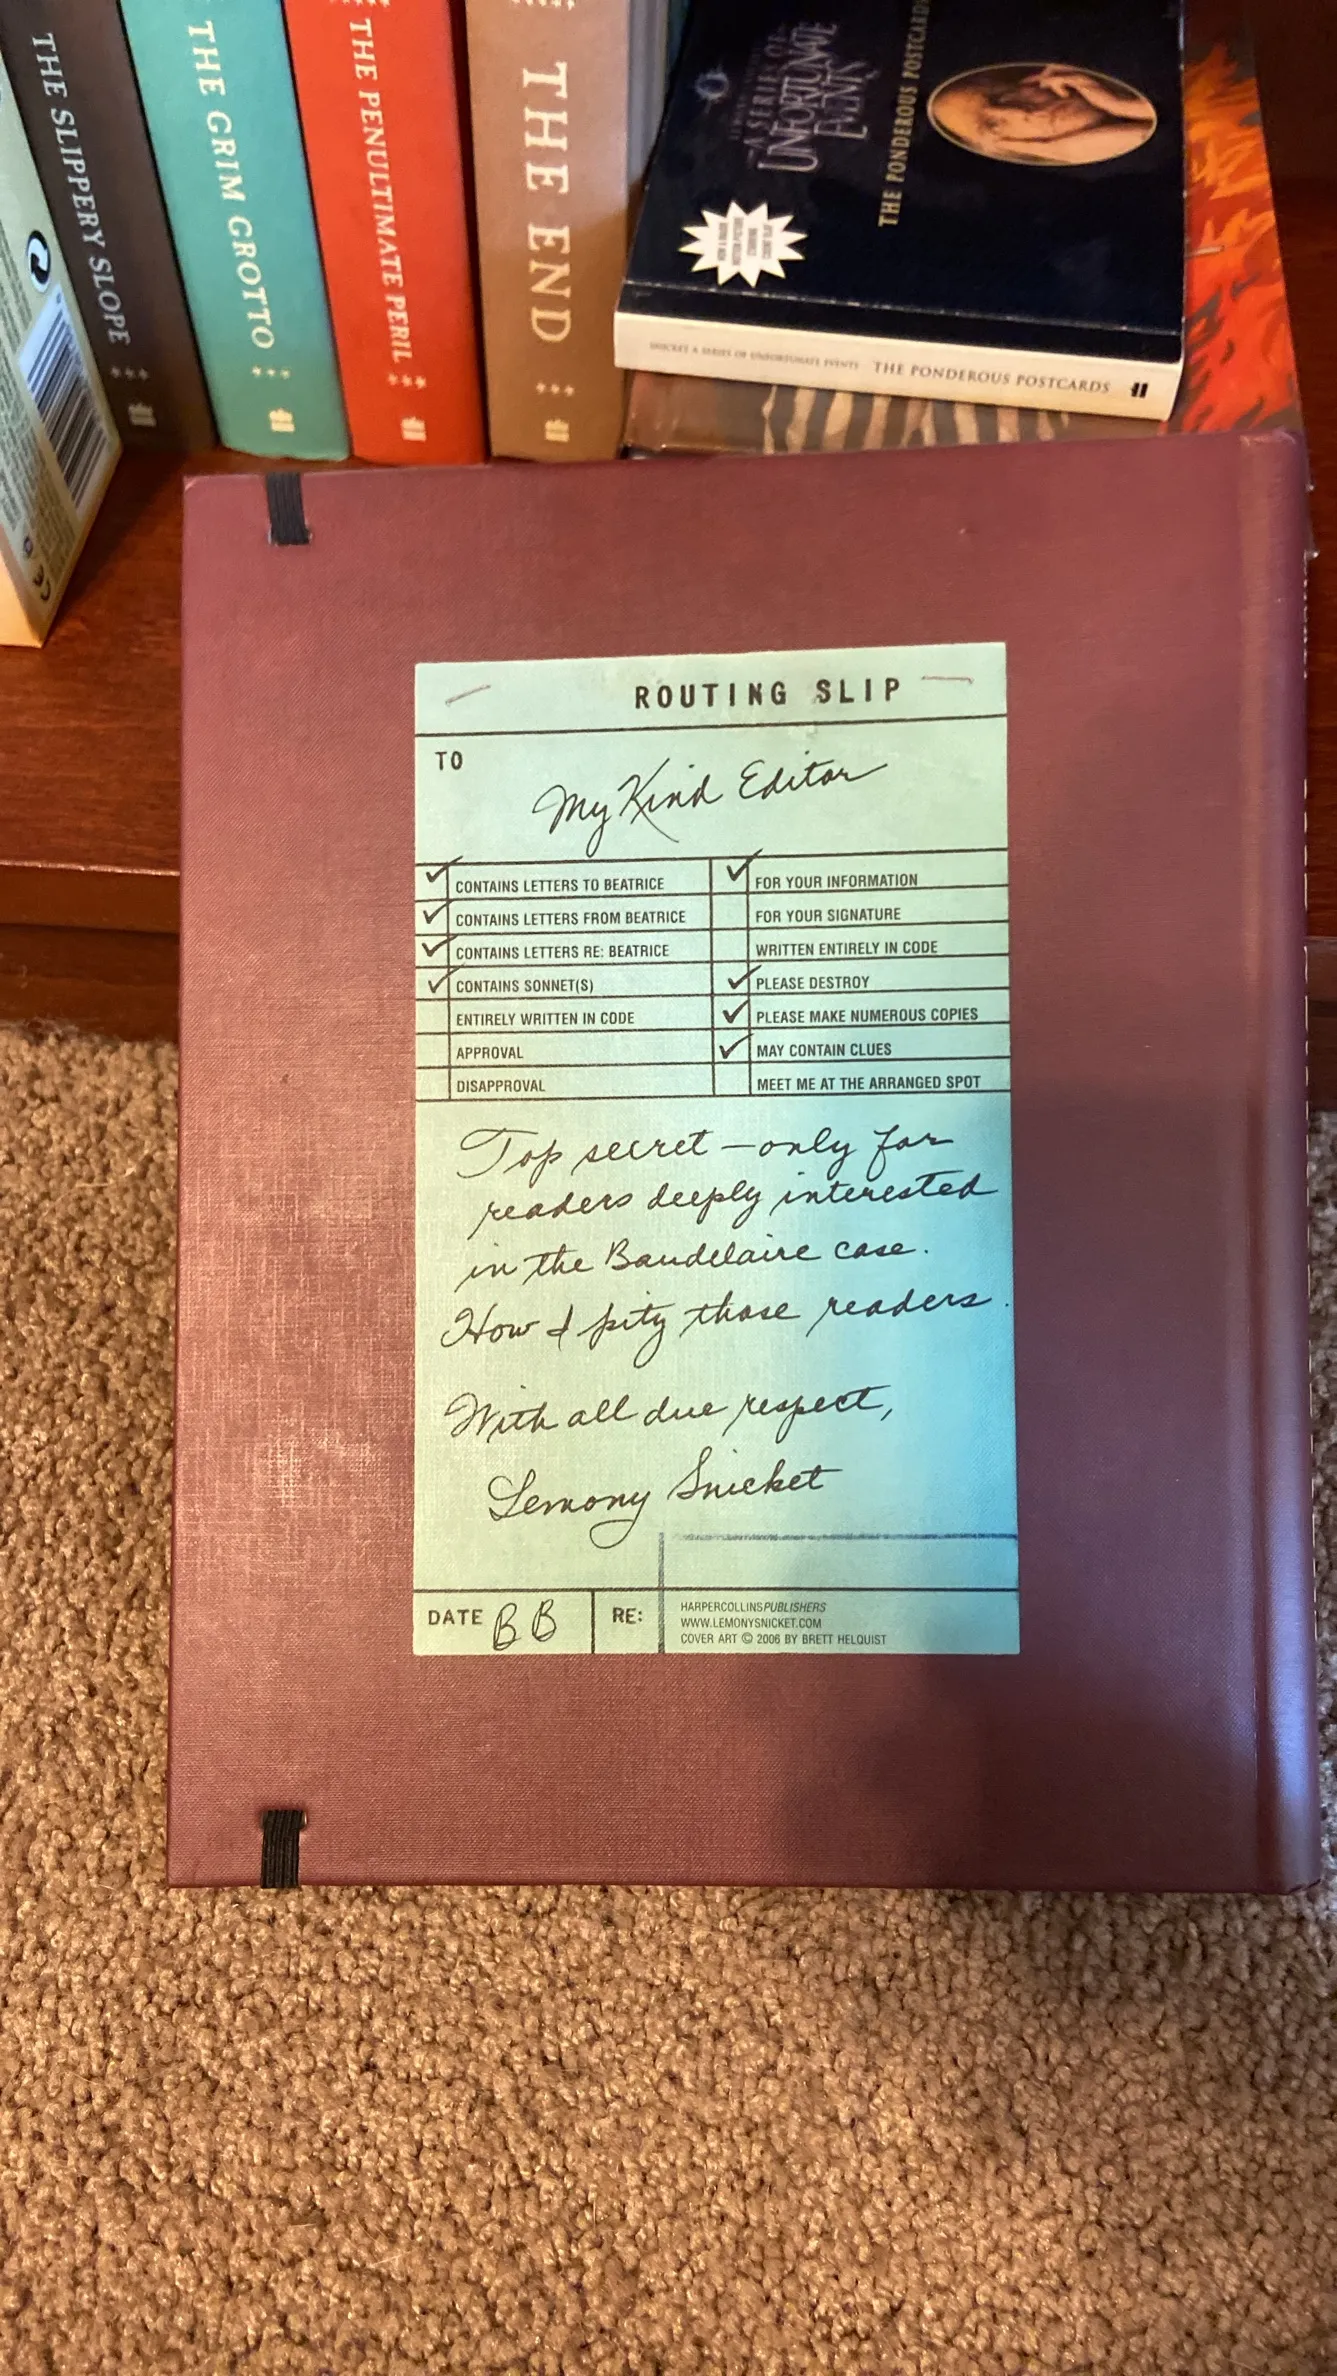 THE SLIPPERY SLOPE
THE GRIM GROTTO
THE PENULTIMATE PERIL
THE END
A SERIES OF
UNFORTUNATE
EVENTS
THE PONDEROUS POSTCARDS
SNICKET A SERIES OF UNFORTUNATE EVENTS THE PONDEROUS POSTCARDS
ROUTING SLIP
TO
My Kind Editor
CONTAINS LETTERS TO BEATRICE
CONTAINS LETTERS FROM BEATRICE
CONTAINS LETTERS RE: BEATRICE
CONTAINS SONNET(S)
ENTIRELY WRITTEN IN CODE
APPROVAL
DISAPPROVAL
FOR YOUR INFORMATION
FOR YOUR SIGNATURE
WRITTEN ENTIRELY IN CODE
PLEASE DESTROY
PLEASE MAKE NUMEROUS COPIES
MAY CONTAIN CLUES
MEET ME AT THE ARRANGED SPOT
Top secret — only for
readers deeply interested
in the Baudelaire case.
How I pity those readers.
With all due respect,
Lemony Snicket
DATE BB
RE:
HARPERCOLLINSPUBLISHERS
WWW.LEMONYSNICKET.COM
COVER ART © 2006 BY BRETT HELQUIST